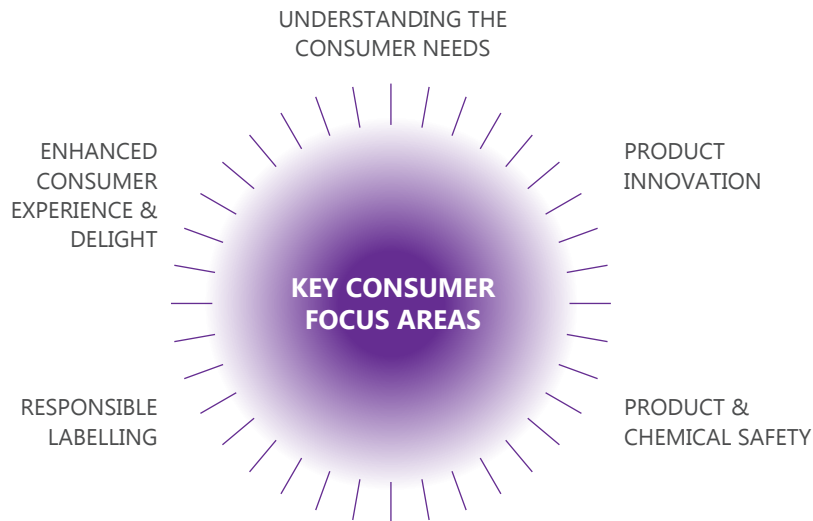 UNDERSTANDING THE
CONSUMER NEEDS
ENHANCED
CONSUMER
EXPERIENCE &
DELIGHT
PRODUCT
INNOVATION
KEY CONSUMER
FOCUS AREAS
RESPONSIBLE
LABELLING
PRODUCT &
CHEMICAL SAFETY